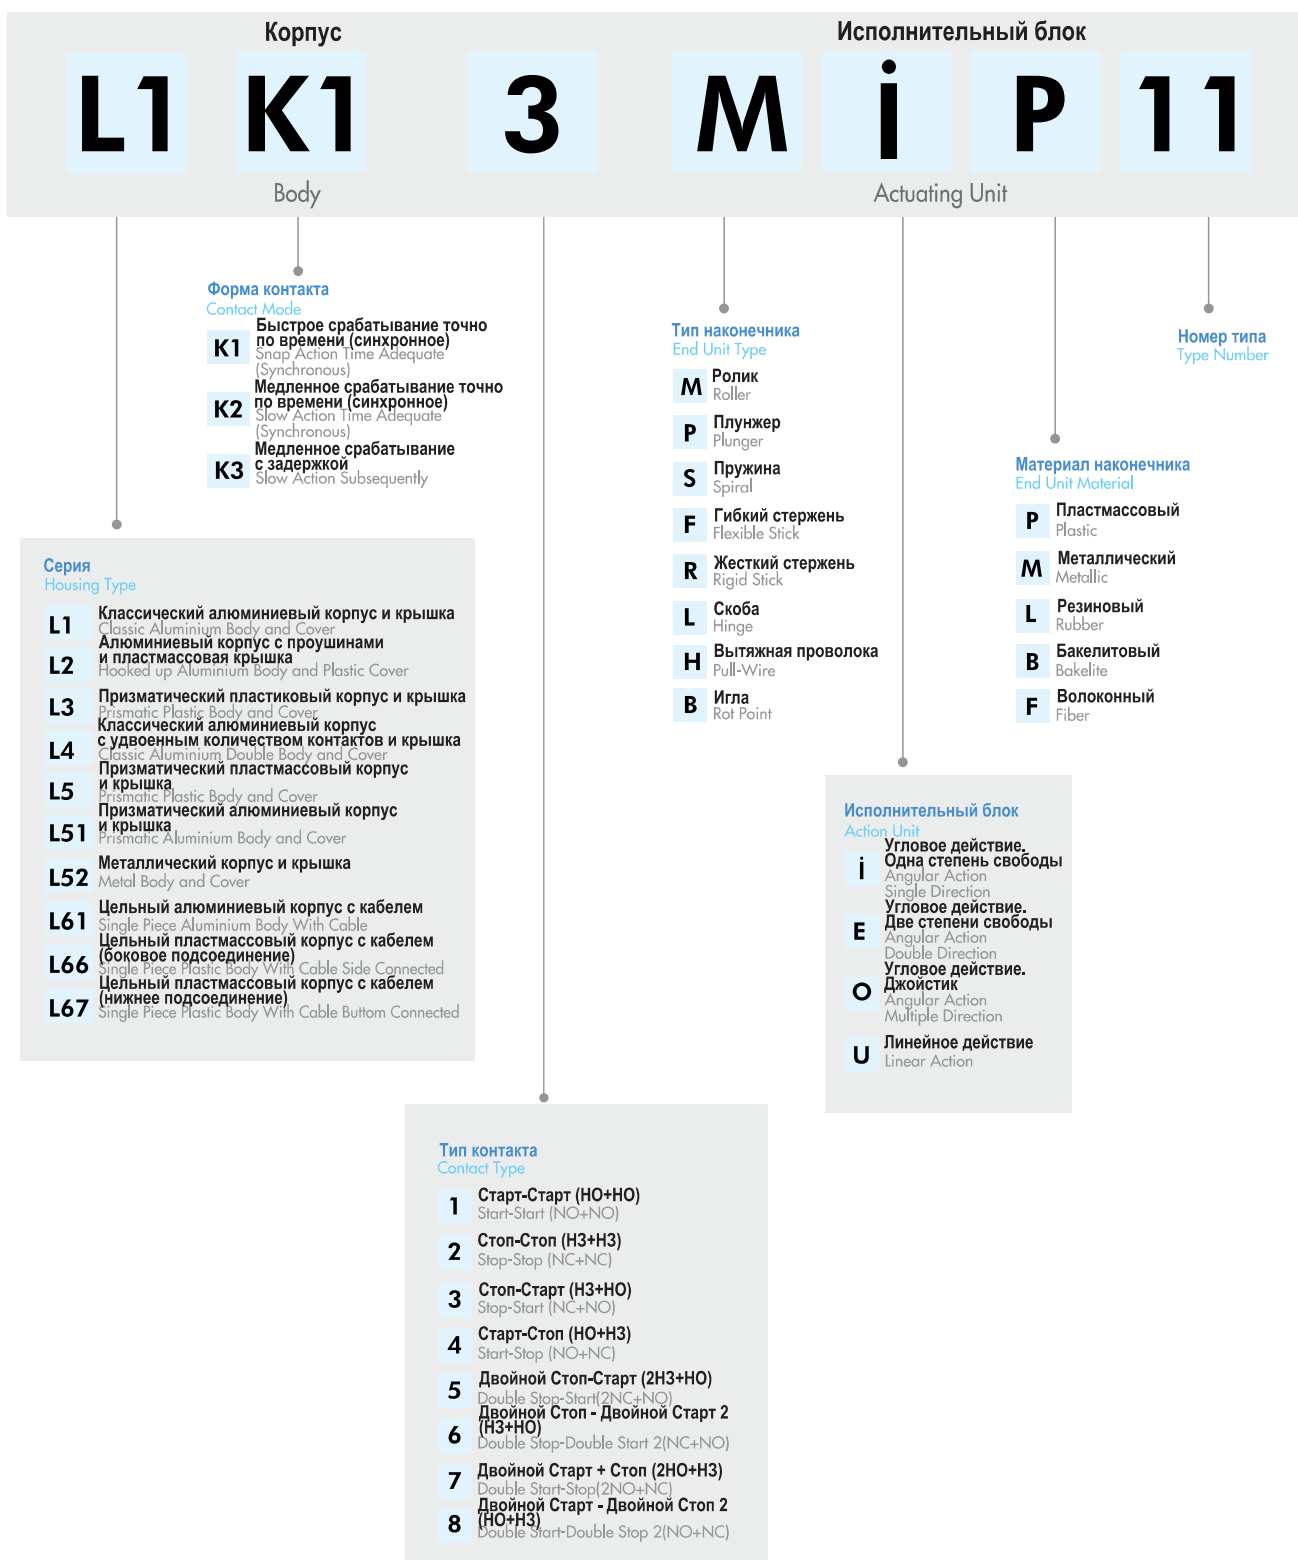 Корпус
Исполнительный блок
L1 K1 3 M i P 11
Body
Actuating Unit
Форма контакта
Contact Mode
K1
Быстрое срабатывание точно
по времени (синхронное)
Snap Action Time Adequate
(Synchronous)
K2
Медленное срабатывание точно
по времени (синхронное)
Slow Action Time Adequate
(Synchronous)
K3
Медленное срабатывание
с задержкой
Slow Action Subsequently
Тип наконечника
End Unit Type
M
Ролик
Roller
P
Плунжер
Plunger
S
Пружина
Spiral
F
Гибкий стержень
Flexible Stick
R
Жесткий стержень
Rigid Stick
L
Скоба
Hinge
H
Вытяжная проволока
Pull-Wire
B
Игла
Rot Point
Номер типа
Type Number
Материал наконечника
End Unit Material
P
Пластмассовый
Plastic
M
Металлический
Metallic
L
Резиновый
Rubber
B
Бакелитовый
Bakelite
F
Волоконный
Fiber
Серия
Housing Type
L1
Классический алюминиевый корпус и крышка
Classic Aluminium Body and Cover
L2
Алюминиевый корпус с проушинами
и пластмассовая крышка
Hooked up Aluminium Body and Plastic Cover
L3
Призматический пластиковый корпус и крышка
Prismatic Plastic Body and Cover
L4
Классический алюминиевый корпус
с удвоенным количеством контактов и крышка
Classic Aluminium Double Body and Cover
L5
Призматический пластмассовый корпус
и крышка
Prismatic Plastic Body and Cover
L51
Призматический алюминиевый корпус
и крышка
Prismatic Aluminium Body and Cover
L52
Металлический корпус и крышка
Metal Body and Cover
L61
Цельный алюминиевый корпус с кабелем
Single Piece Aluminium Body With Cable
L66
Цельный пластмассовый корпус с кабелем
(боковое подсоединение)
Single Piece Plastic Body With Cable Side Connected
L67
Цельный пластмассовый корпус с кабелем
(нижнее подсоединение)
Single Piece Plastic Body With Cable Buttom Connected
Исполнительный блок
Action Unit
i
Угловое действие.
Одна степень свободы
Angular Action
Single Direction
E
Угловое действие.
Две степени свободы
Angular Action
Double Direction
O
Угловое действие.
Джойстик
Angular Action
Multiple Direction
U
Линейное действие
Linear Action
Тип контакта
Contact Type
1
Старт-Старт (НО+НО)
Start-Start (NO+NO)
2
Стоп-Стоп (НЗ+НЗ)
Stop-Stop (NC+NC)
3
Стоп-Старт (НЗ+НО)
Stop-Start (NC+NO)
4
Старт-Стоп (НО+НЗ)
Start-Stop (NO+NC)
5
Двойной Стоп-Старт (2НЗ+НО)
Double Stop-Start(2NC+NO)
6
Двойной Стоп - Двойной Старт 2
(НЗ+НО)
Double Stop-Double Start 2(NC+NO)
7
Двойной Старт + Стоп (2НО+НЗ)
Double Start-Stop(2NO+NC)
8
Двойной Старт - Двойной Стоп 2
(НО+НЗ)
Double Start-Double Stop 2(NO+NC)